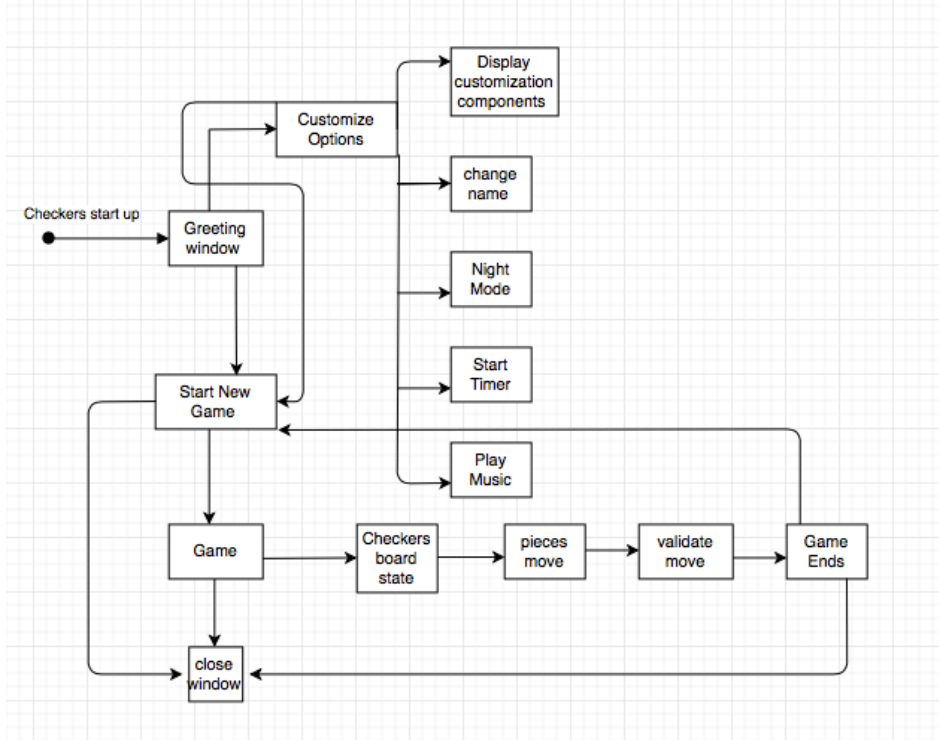 Display
customization
components
Customize
Options
change
name
Checkers start up
Greeting
window
Night
Mode
Start
Timer
Start New
Game
Play
Music
Game
Checkers
board
state
pieces
move
validate
move
Game
Ends
close
window